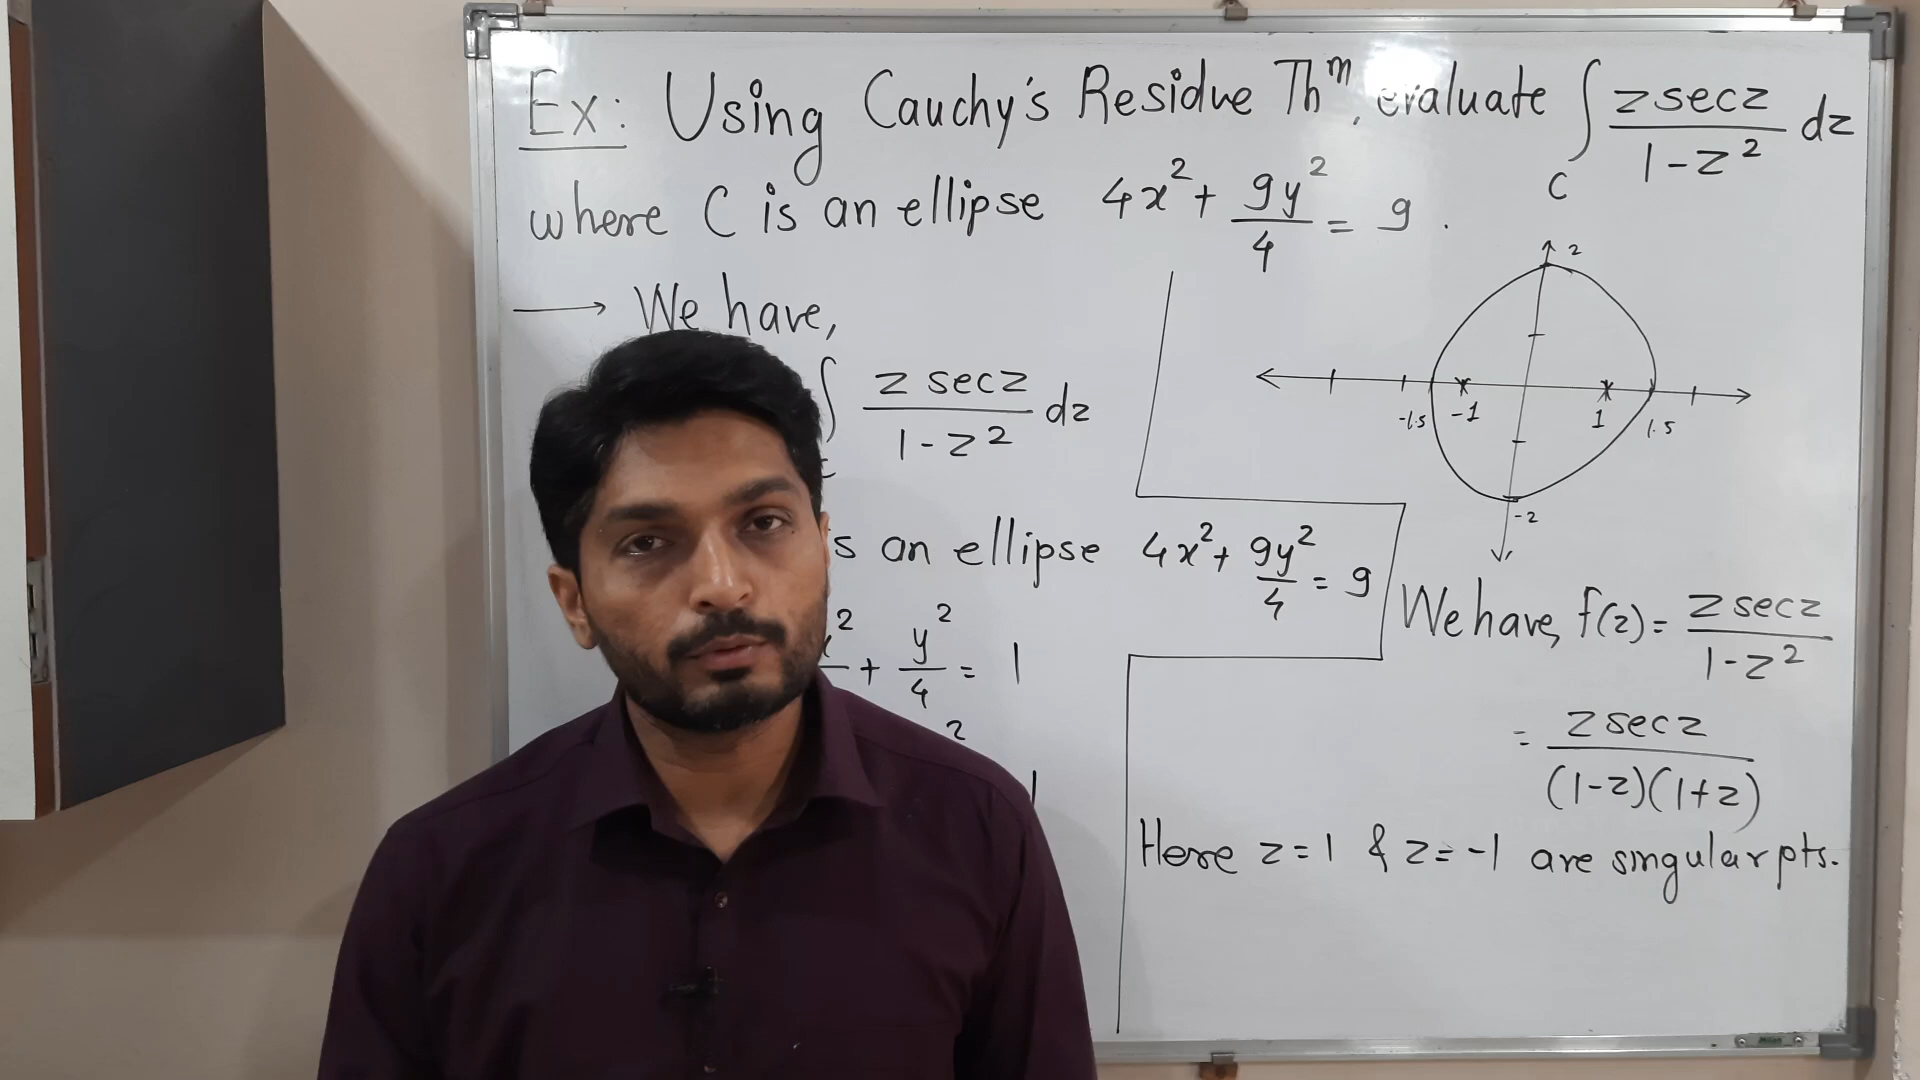 Ex: Using Cauchy's Residue Thᵐ, evaluate ∫_C z sec z / 1-z² dz
where C is an ellipse 4x² + 9y²/4 = 9 .
→ We have,
∫ z sec z / 1-z² dz
s an ellipse 4x² + 9y²/4 = 9
² + y²/4 = 1
2
2
-1.5 -1 1 1.5
-2
We have, f(z) = z sec z / 1-z²
= z sec z / (1-z)(1+z)
Here z=1 & z=-1 are singular pts.